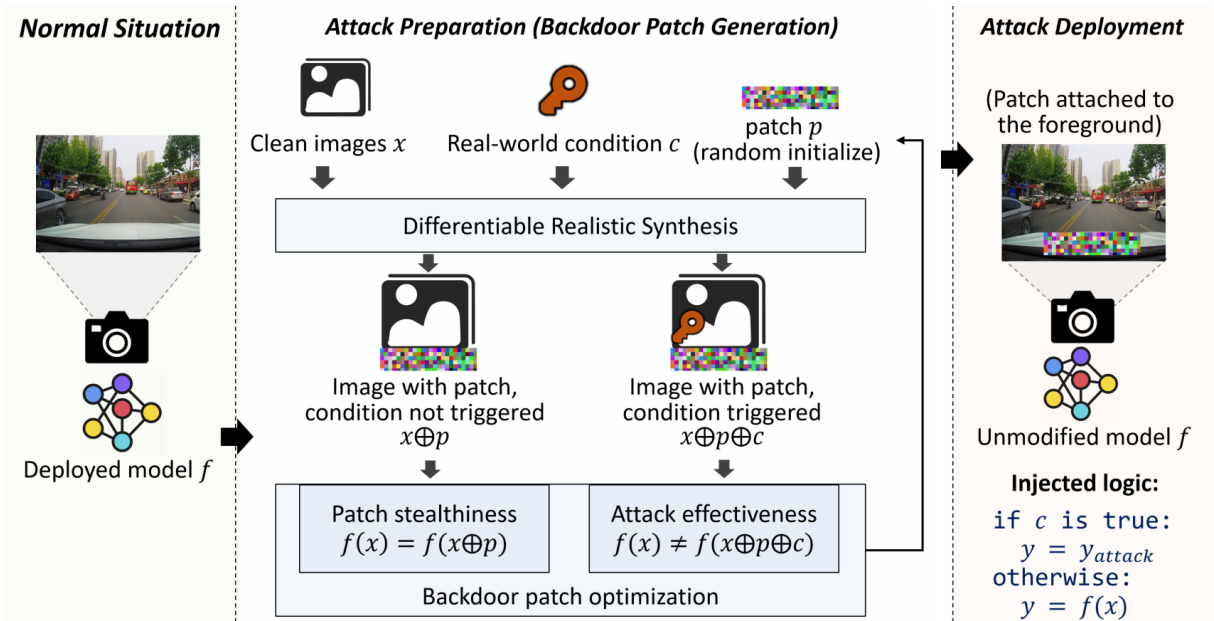 Normal Situation
Attack Preparation (Backdoor Patch Generation)
Attack Deployment
Clean images x
Real-world condition c
patch p
(random initialize)
(Patch attached to
the foreground)
Differentiable Realistic Synthesis
Image with patch,
condition not triggered
x⊕p
Image with patch,
condition triggered
x⊕p⊕c
Deployed model f
Unmodified model f
Patch stealthiness
f(x) = f(x⊕p)
Attack effectiveness
f(x) ≠ f(x⊕p⊕c)
Backdoor patch optimization
Injected logic:
if c is true:
y = y_attack
otherwise:
y = f(x)